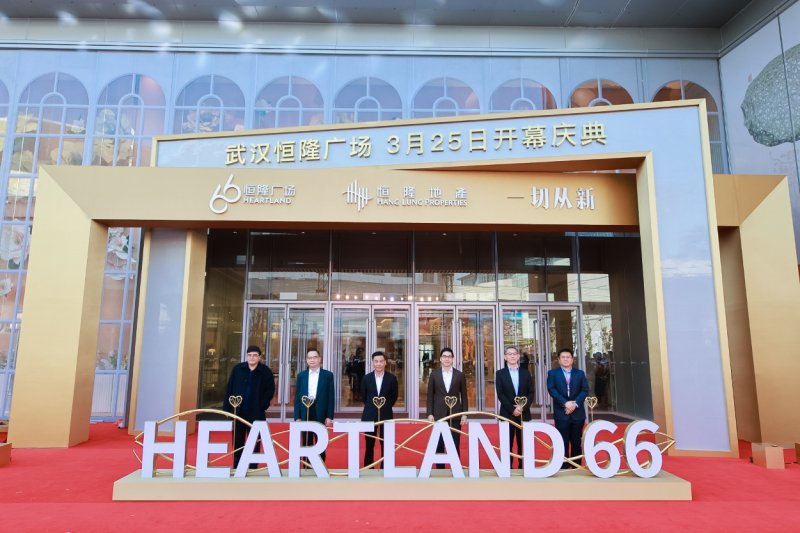 武汉恒隆广场 3月25日开幕庆典
66 恒隆广场 HEARTLAND
恒隆地產 HANG LUNG PROPERTIES
一切从新
HEARTLAND 66